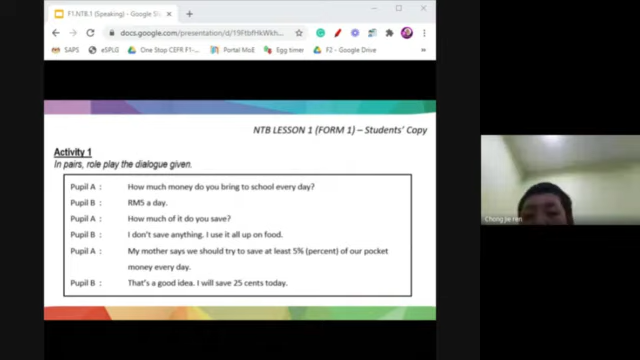 F1.NTB.1 (Speaking) - Google Sli
docs.google.com/presentation/d/19FtbfHkWkh...
SAPS eSPLG One Stop CEFR F1-... Portal MoE Egg timer F2 - Google Drive
NTB LESSON 1 (FORM 1) – Students' Copy
Activity 1
In pairs, role play the dialogue given.
Pupil A : How much money do you bring to school every day?
Pupil B : RM5 a day.
Pupil A : How much of it do you save?
Pupil B : I don't save anything. I use it all up on food.
Pupil A : My mother says we should try to save at least 5% (percent) of our pocket
money every day.
Pupil B : That's a good idea. I will save 25 cents today.
Chong Jie ren